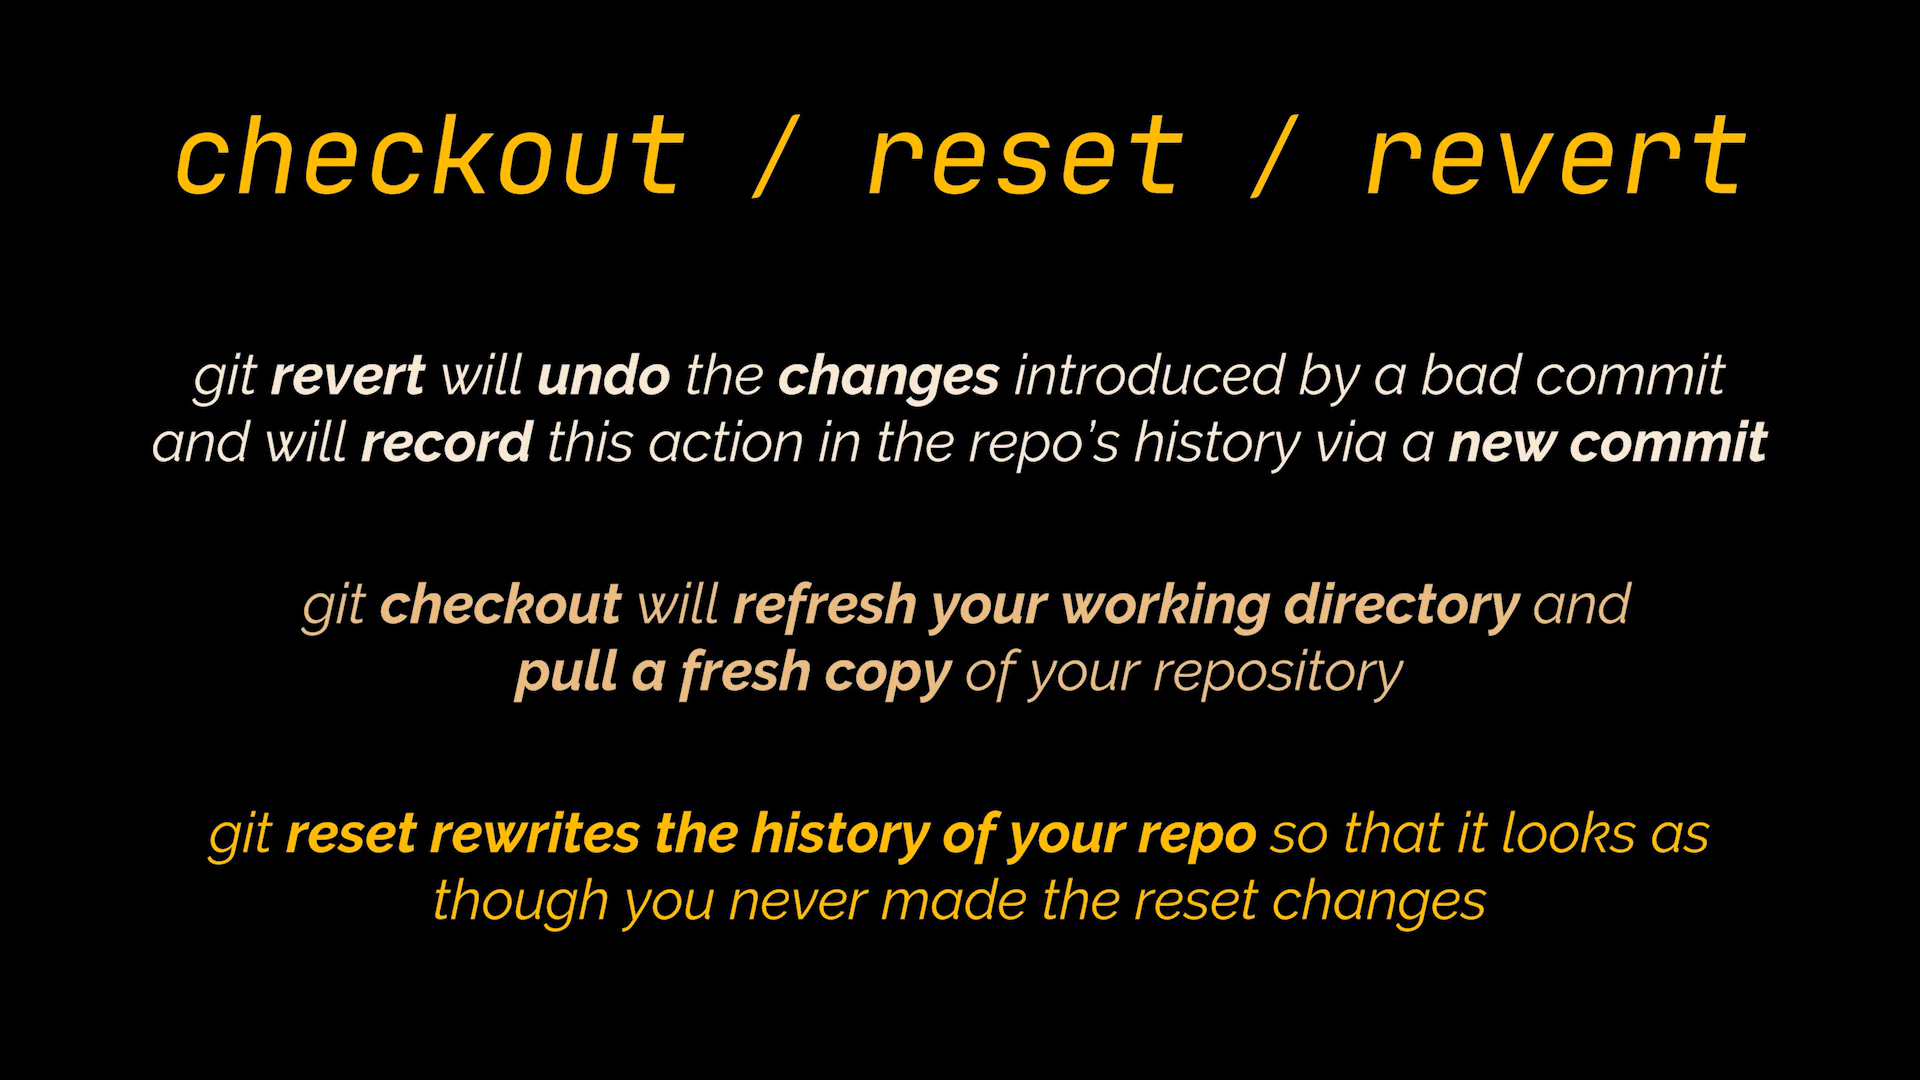 checkout / reset / revert
git revert will undo the changes introduced by a bad commit
and will record this action in the repo’s history via a new commit
git checkout will refresh your working directory and
pull a fresh copy of your repository
git reset rewrites the history of your repo so that it looks as
though you never made the reset changes